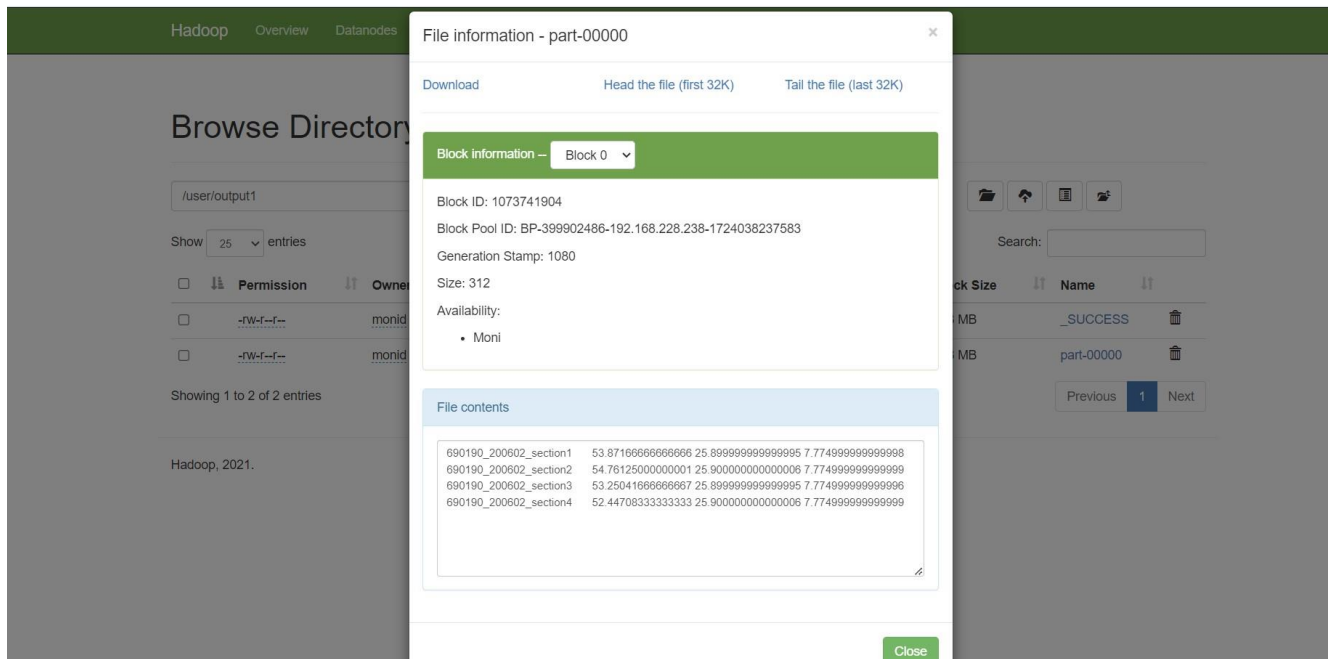 Hadoop Overview Datanodes
File information - part-00000 ×
Download Head the file (first 32K) Tail the file (last 32K)
Browse Directory
Block information -- Block 0
/user/output1
Block ID: 1073741904
Block Pool ID: BP-399902486-192.168.228.238-1724038237583
Show 25 entries
Search:
Generation Stamp: 1080
Permission Owner
Size: 312
ck Size Name
Availability:
-rw-r--r-- monid MB _SUCCESS
• Moni
-rw-r--r-- monid MB part-00000
Showing 1 to 2 of 2 entries
Previous 1 Next
File contents
690190_200602_section1 53.87166666666666 25.899999999999995 7.774999999999998
690190_200602_section2 54.76125000000001 25.900000000000006 7.774999999999999
690190_200602_section3 53.25041666666667 25.899999999999995 7.774999999999996
690190_200602_section4 52.44708333333333 25.900000000000006 7.774999999999999
Hadoop, 2021.
Close